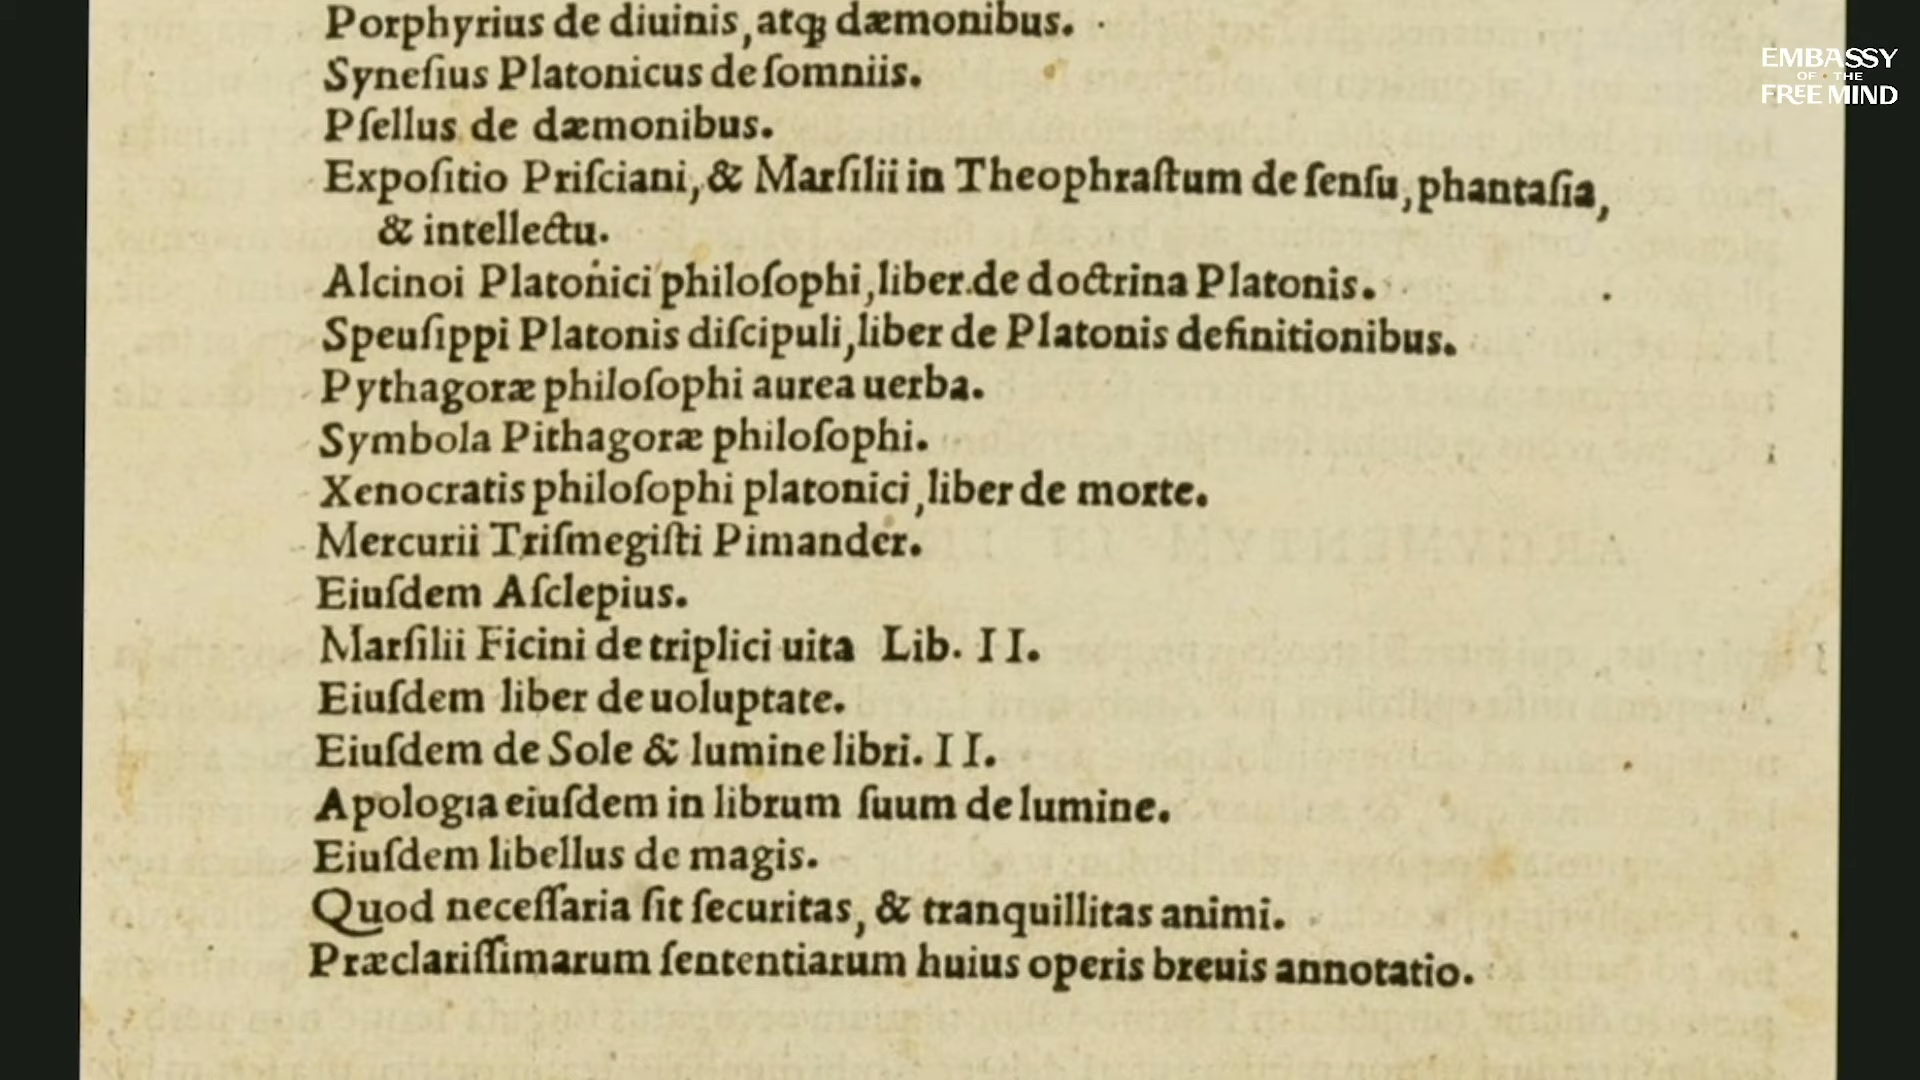 Porphyrius de diuinis, atqꝫ dæmonibus.
EMBASSY
OF THE
FREE MIND
Syneſius Platonicus de ſomniis.
Pſellus de dæmonibus.
Expoſitio Priſciani, & Marſilii in Theophraſtum de ſenſu, phantaſia,
& intellectu.
Alcinoi Platonici philoſophi, liber de doctrina Platonis.
Speuſippi Platonis diſcipuli, liber de Platonis definitionibus.
Pythagoræ philoſophi aurea uerba.
Symbola Pithagoræ philoſophi.
Xenocratis philoſophi platonici, liber de morte.
Mercurii Triſmegiſti Pimander.
Eiuſdem Aſclepius.
Marſilii Ficini de triplici uita Lib. II.
Eiuſdem liber de uoluptate.
Eiuſdem de Sole & lumine libri. II.
Apologia eiuſdem in librum ſuum de lumine.
Eiuſdem libellus de magis.
Quod neceſſaria ſit ſecuritas, & tranquillitas animi.
Præclariſſimarum ſententiarum huius operis breuis annotatio.